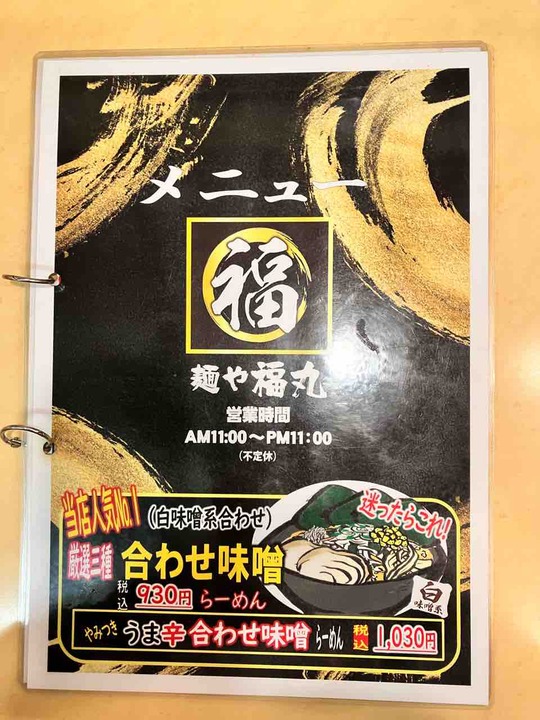 メニュー
福
麺や福丸
営業時間
AM11:00～PM11:00
(不定休)
当店人気No.1
(白味噌系合わせ)
迷ったらこれ!
厳選三種
合わせ味噌
税込 930円 らーめん
白
味噌系
やみつき うま辛 合わせ味噌 らーめん 税込 1,030円